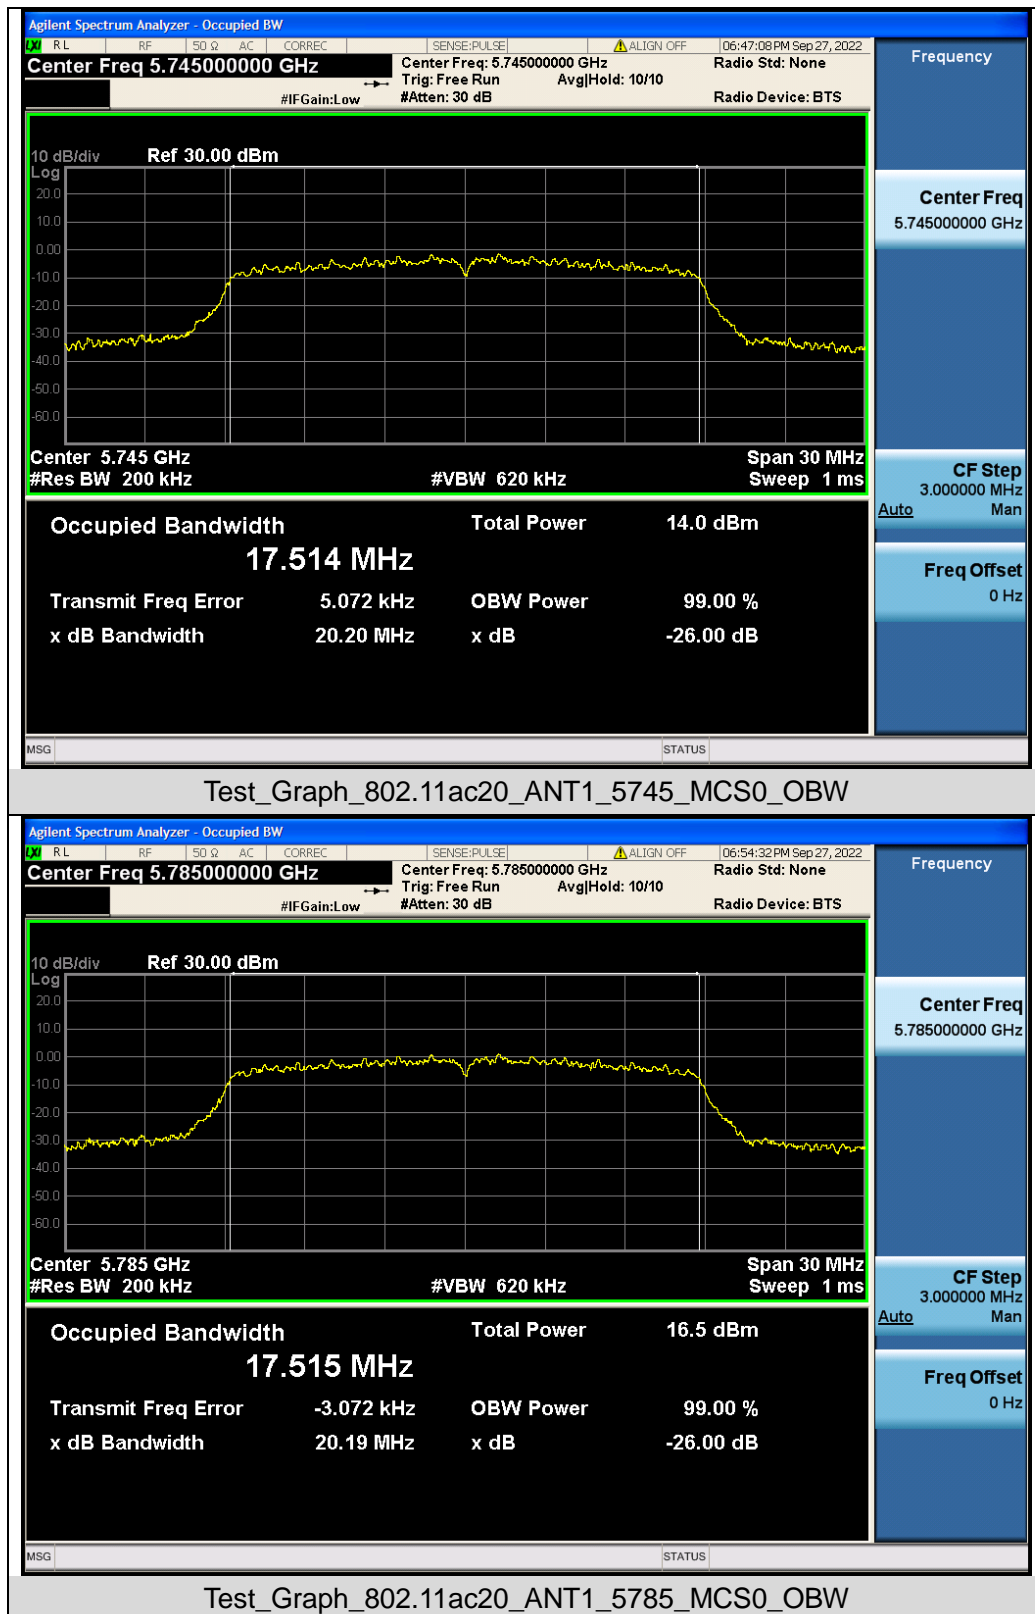 Agilent Spectrum Analyzer - Occupied BW
LXI RL RF 50 Ω AC CORREC SENSE:PULSE ALIGN OFF 06:47:08 PM Sep 27, 2022
Center Freq 5.745000000 GHz Center Freq: 5.745000000 GHz Radio Std: None
Trig: Free Run Avg|Hold: 10/10
#IFGain:Low #Atten: 30 dB Radio Device: BTS
Frequency
10 dB/div Ref 30.00 dBm
Log
20.0
10.0
0.00
-10.0
-20.0
-30.0
-40.0
-50.0
-60.0
Center 5.745 GHz Span 30 MHz
#Res BW 200 kHz #VBW 620 kHz Sweep 1 ms
Center Freq
5.745000000 GHz
CF Step
3.000000 MHz
Auto Man
Freq Offset
0 Hz
Occupied Bandwidth Total Power 14.0 dBm
17.514 MHz
Transmit Freq Error 5.072 kHz OBW Power 99.00 %
x dB Bandwidth 20.20 MHz x dB -26.00 dB
MSG STATUS
Test_Graph_802.11ac20_ANT1_5745_MCS0_OBW
Agilent Spectrum Analyzer - Occupied BW
LXI RL RF 50 Ω AC CORREC SENSE:PULSE ALIGN OFF 06:54:32 PM Sep 27, 2022
Center Freq 5.785000000 GHz Center Freq: 5.785000000 GHz Radio Std: None
Trig: Free Run Avg|Hold: 10/10
#IFGain:Low #Atten: 30 dB Radio Device: BTS
Frequency
10 dB/div Ref 30.00 dBm
Log
20.0
10.0
0.00
-10.0
-20.0
-30.0
-40.0
-50.0
-60.0
Center 5.785 GHz Span 30 MHz
#Res BW 200 kHz #VBW 620 kHz Sweep 1 ms
Center Freq
5.785000000 GHz
CF Step
3.000000 MHz
Auto Man
Freq Offset
0 Hz
Occupied Bandwidth Total Power 16.5 dBm
17.515 MHz
Transmit Freq Error -3.072 kHz OBW Power 99.00 %
x dB Bandwidth 20.19 MHz x dB -26.00 dB
MSG STATUS
Test_Graph_802.11ac20_ANT1_5785_MCS0_OBW